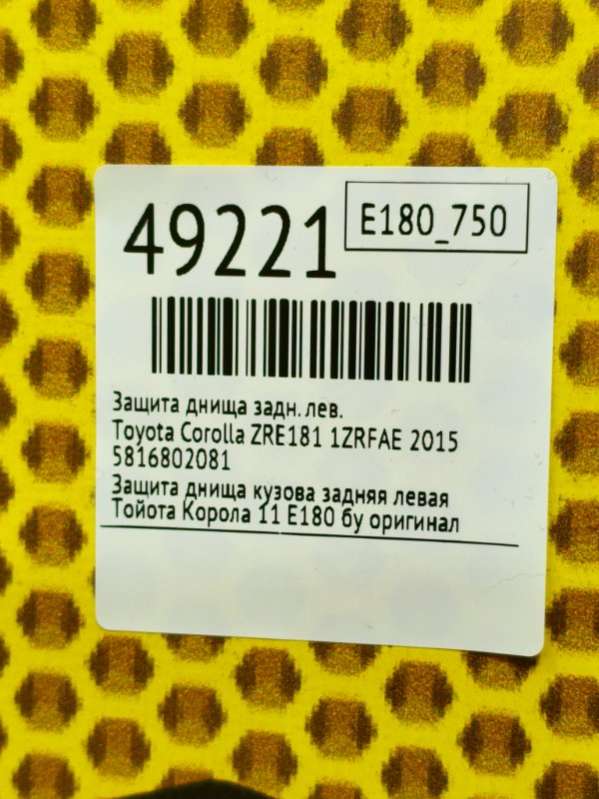 49221
E180_750
Защита днища задн. лев.
Toyota Corolla ZRE181 1ZRFAE 2015
5816802081
Защита днища кузова задняя левая
Тойота Корола 11 E180 бу оригинал